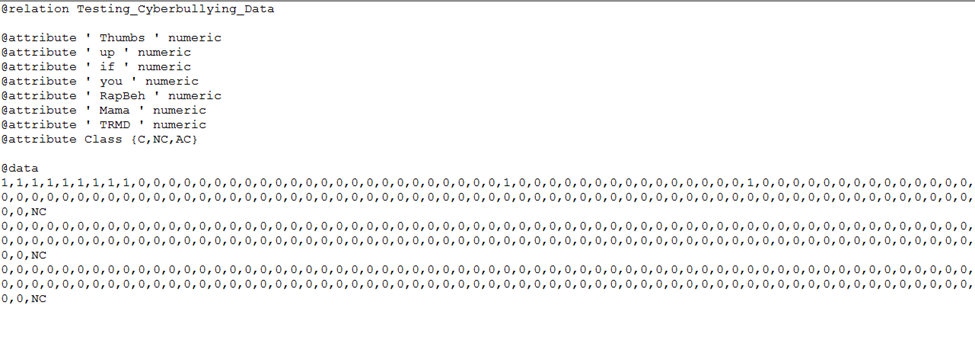 @relation Testing_Cyberbullying_Data
@attribute ' Thumbs ' numeric
@attribute ' up ' numeric
@attribute ' if ' numeric
@attribute ' you ' numeric
@attribute ' RapBeh ' numeric
@attribute ' Mama ' numeric
@attribute ' TRMD ' numeric
@attribute Class {C,NC,AC}
@data
1,1,1,1,1,1,1,1,1,0,0,0,0,0,0,0,0,0,0,0,0,0,0,0,0,0,0,0,0,0,0,0,0,1,0,0,0,0,0,0,0,0,0,0,0,0,0,0,0,1,0,0,0,0,0,0,0,0,0,0,0,0,0,0,
0,0,0,0,0,0,0,0,0,0,0,0,0,0,0,0,0,0,0,0,0,0,0,0,0,0,0,0,0,0,0,0,0,0,0,0,0,0,0,0,0,0,0,0,0,0,0,0,0,0,0,0,0,0,0,0,0,0,0,0,0,0,0,0,
0,0,NC
0,0,0,0,0,0,0,0,0,0,0,0,0,0,0,0,0,0,0,0,0,0,0,0,0,0,0,0,0,0,0,0,0,0,0,0,0,0,0,0,0,0,0,0,0,0,0,0,0,0,0,0,0,0,0,0,0,0,0,0,0,0,0,0,
0,0,0,0,0,0,0,0,0,0,0,0,0,0,0,0,0,0,0,0,0,0,0,0,0,0,0,0,0,0,0,0,0,0,0,0,0,0,0,0,0,0,0,0,0,0,0,0,0,0,0,0,0,0,0,0,0,0,0,0,0,0,0,0,
0,0,NC
0,0,0,0,0,0,0,0,0,0,0,0,0,0,0,0,0,0,0,0,0,0,0,0,0,0,0,0,0,0,0,0,0,0,0,0,0,0,0,0,0,0,0,0,0,0,0,0,0,0,0,0,0,0,0,0,0,0,0,0,0,0,0,0,
0,0,0,0,0,0,0,0,0,0,0,0,0,0,0,0,0,0,0,0,0,0,0,0,0,0,0,0,0,0,0,0,0,0,0,0,0,0,0,0,0,0,0,0,0,0,0,0,0,0,0,0,0,0,0,0,0,0,0,0,0,0,0,0,
0,0,NC